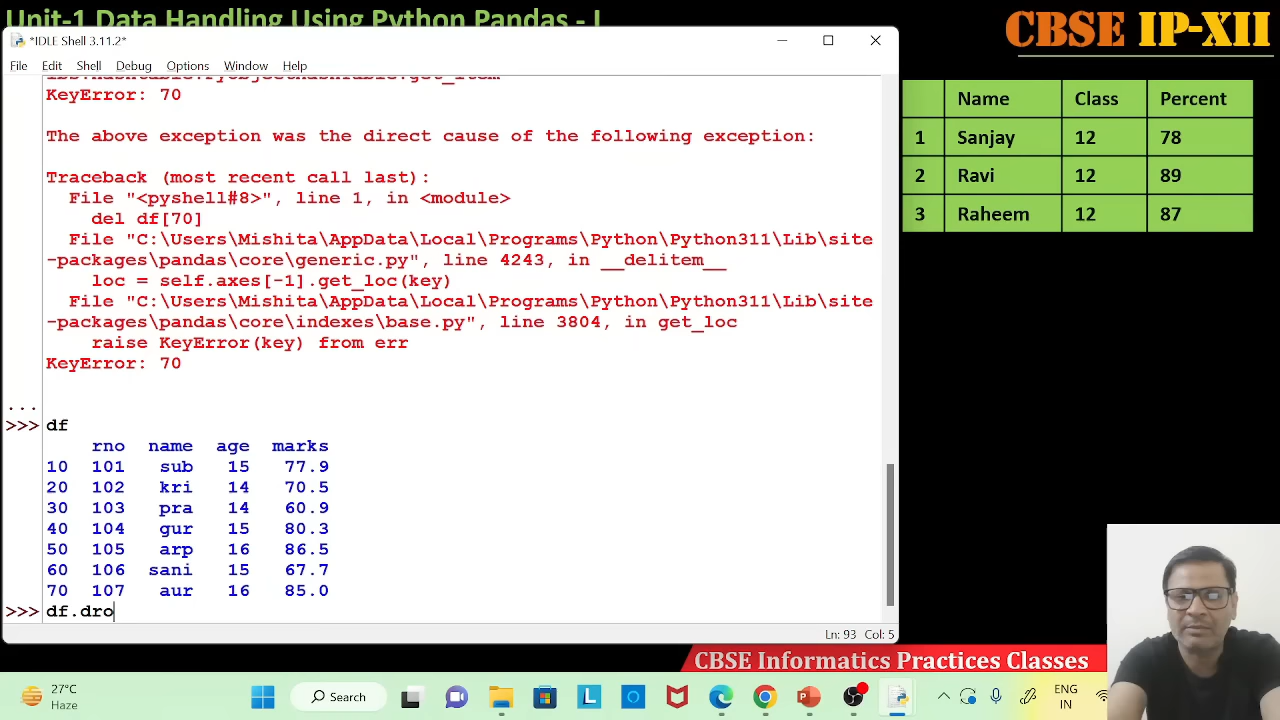 Unit-1 Data Handling Using Python Pandas - I
CBSE IP-XII
*IDLE Shell 3.11.2*
File Edit Shell Debug Options Window Help
KeyError: 70
The above exception was the direct cause of the following exception:
Traceback (most recent call last):
File "<pyshell#8>", line 1, in <module>
del df[70]
File "C:\Users\Mishita\AppData\Local\Programs\Python\Python311\Lib\site
-packages\pandas\core\generic.py", line 4243, in __delitem__
loc = self.axes[-1].get_loc(key)
File "C:\Users\Mishita\AppData\Local\Programs\Python\Python311\Lib\site
-packages\pandas\core\indexes\base.py", line 3804, in get_loc
raise KeyError(key) from err
KeyError: 70
...
>>> df
rno name age marks
10 101 sub 15 77.9
20 102 kri 14 70.5
30 103 pra 14 60.9
40 104 gur 15 80.3
50 105 arp 16 86.5
60 106 sani 15 67.7
70 107 aur 16 85.0
>>> df.dro
Ln: 93 Col: 5
Name Class Percent
1 Sanjay 12 78
2 Ravi 12 89
3 Raheem 12 87
CBSE Informatics Practices Classes
27°C
Haze
Search
ENG
IN